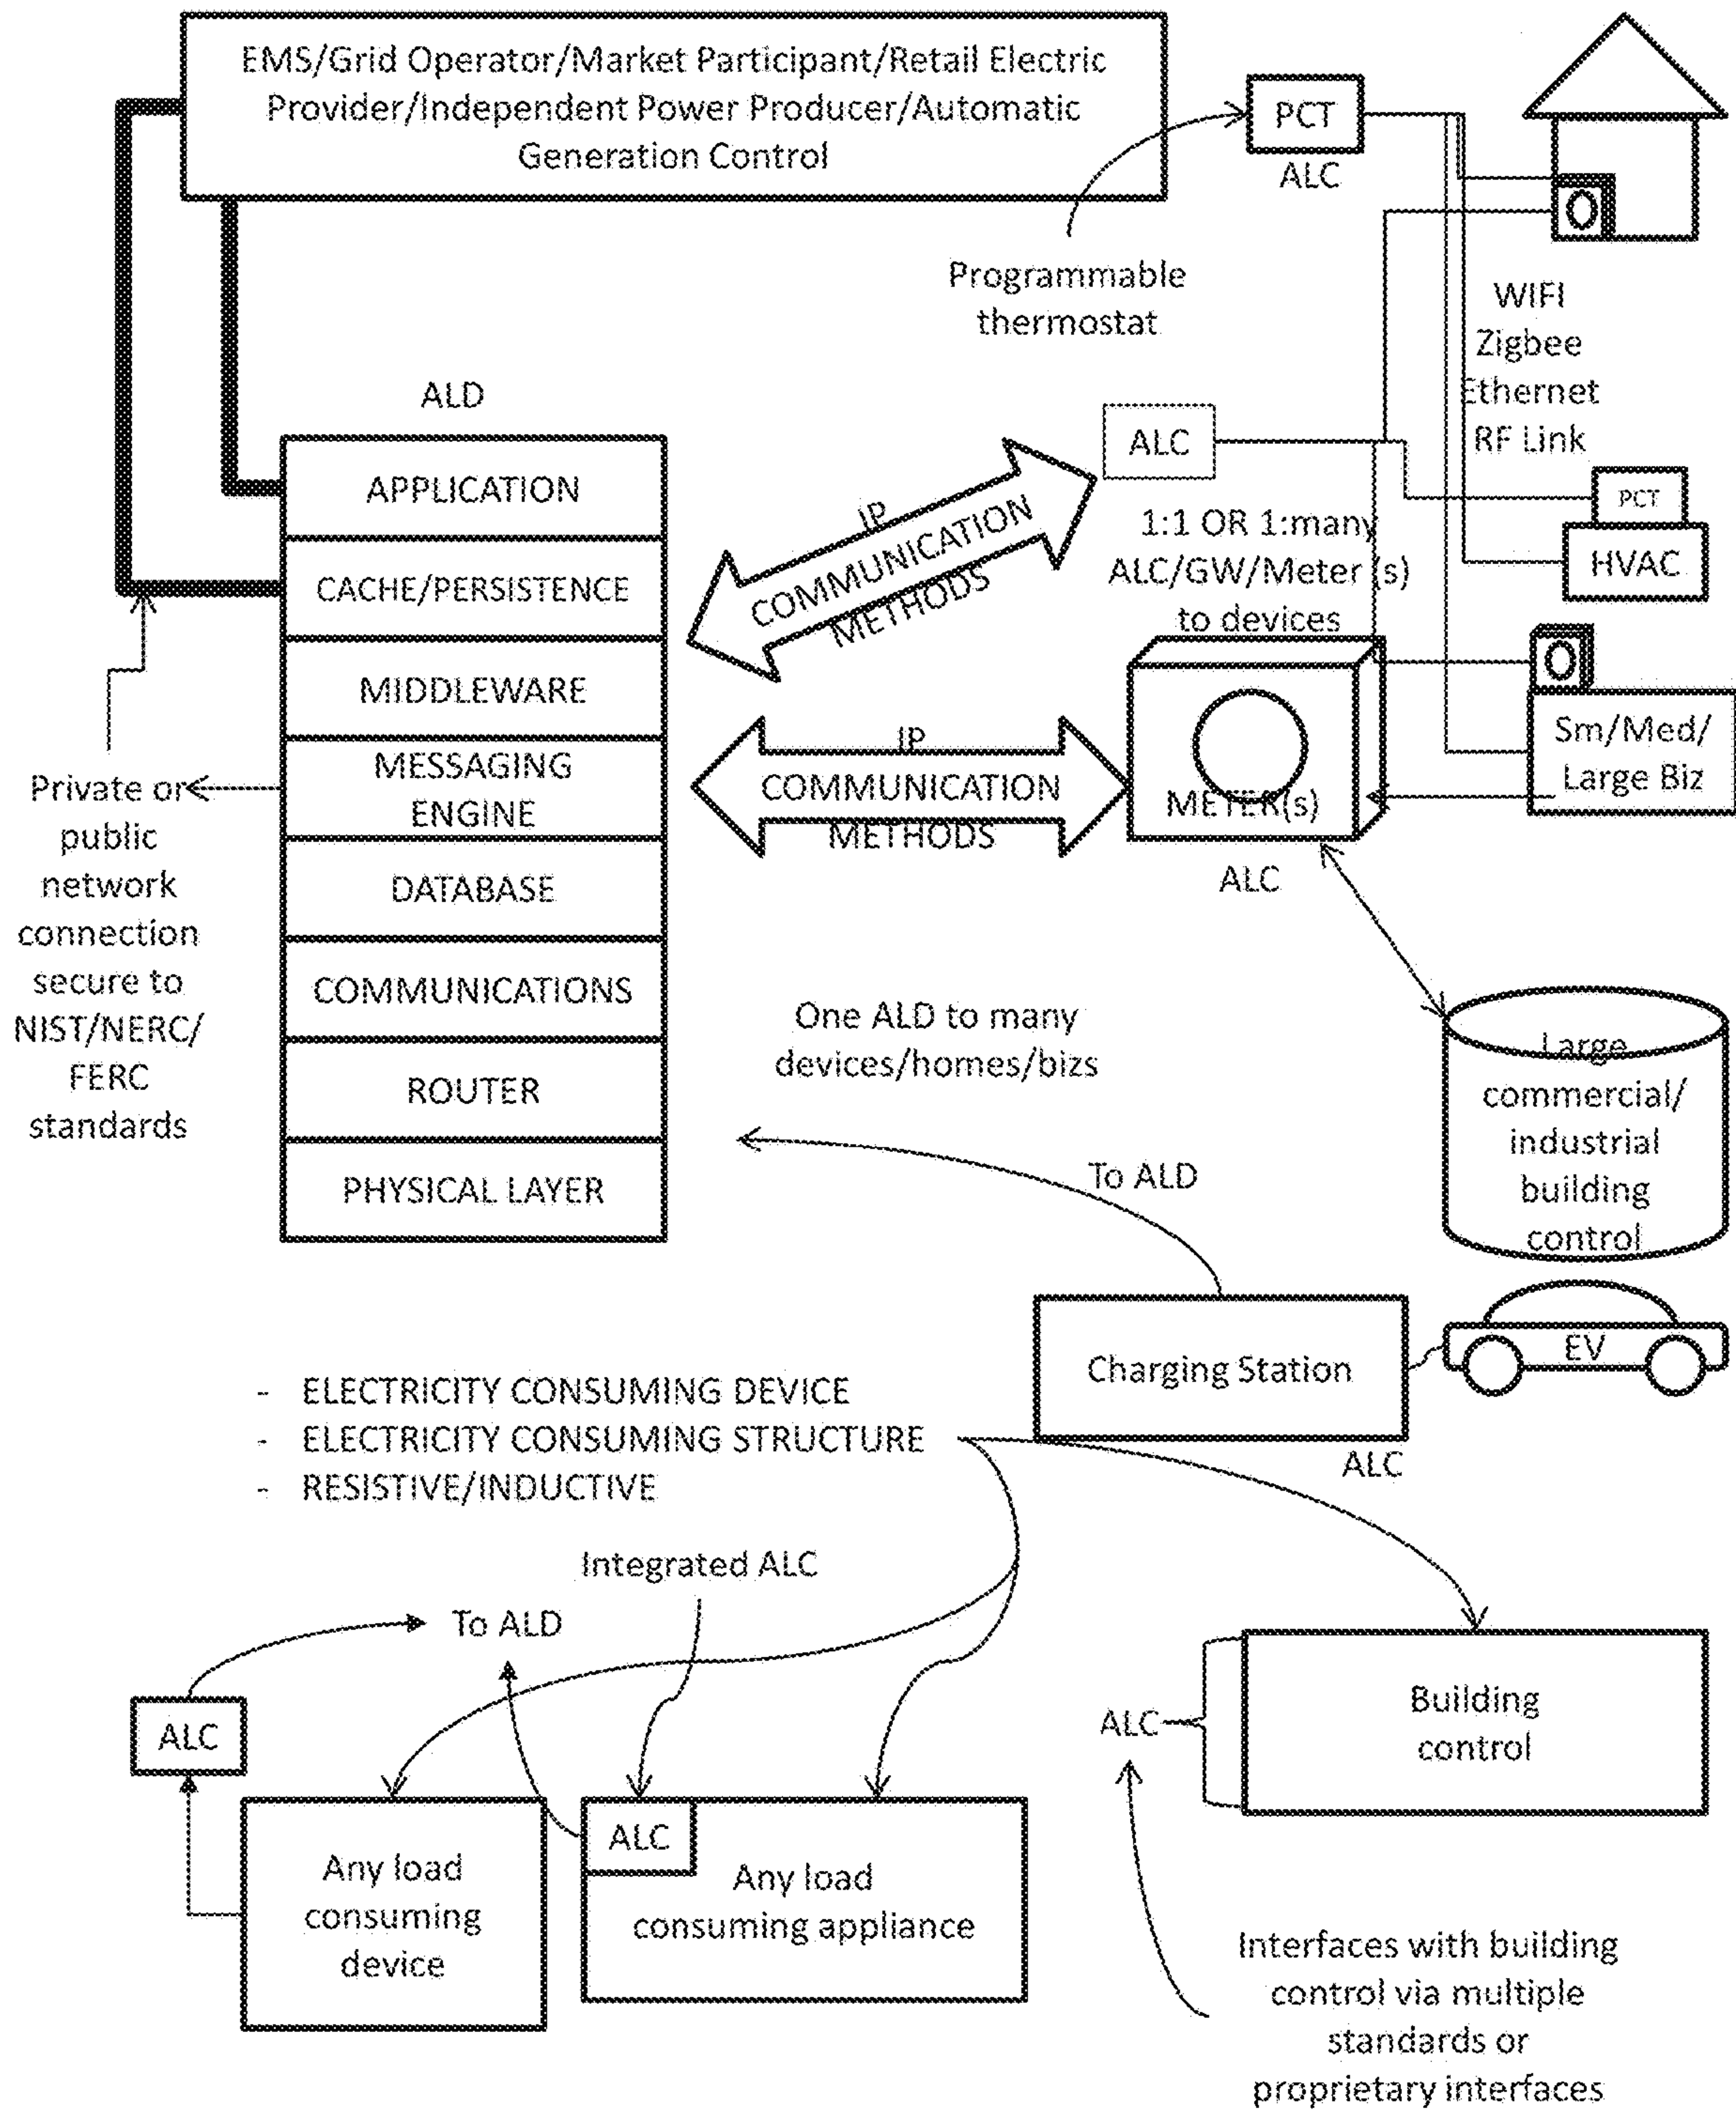 EMS/Grid Operator/Market Participant/Retail Electric
Provider/Independent Power Producer/Automatic
Generation Control
PCT
ALC
Programmable
thermostat
WIFI
Zigbee
Ethernet
RF Link
ALD
APPLICATION
CACHE/PERSISTENCE
MIDDLEWARE
MESSAGING
ENGINE
DATABASE
COMMUNICATIONS
ROUTER
PHYSICAL LAYER
IP
COMMUNICATION
METHODS
ALC
1:1 OR 1:many
ALC/GW/Meter (s)
to devices
PCT
HVAC
IP
COMMUNICATION
METHODS
METER(s)
ALC
Sm/Med/
Large Biz
Private or
public
network
connection
secure to
NIST/NERC/
FERC
standards
One ALD to many
devices/homes/bizs
Large
commercial/
industrial
building
control
To ALD
Charging Station
EV
ALC
- ELECTRICITY CONSUMING DEVICE
- ELECTRICITY CONSUMING STRUCTURE
- RESISTIVE/INDUCTIVE
Integrated ALC
To ALD
ALC
Any load
consuming
device
ALC
Any load
consuming appliance
ALC
Building
control
Interfaces with building
control via multiple
standards or
proprietary interfaces